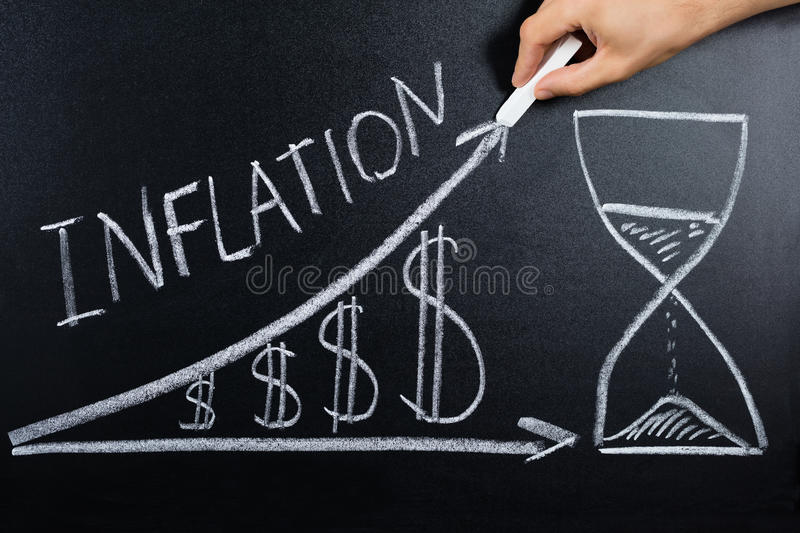 INFLATION
$ $ $ $
dreamstime